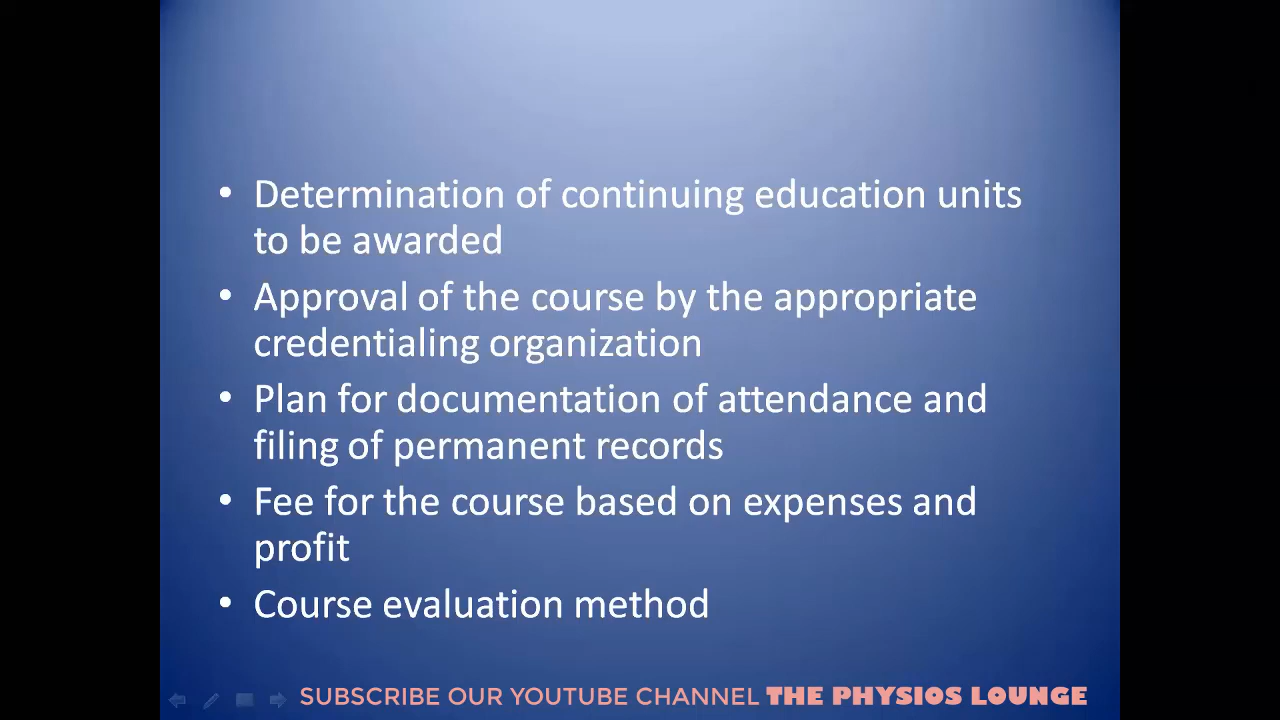 • Determination of continuing education units
to be awarded
• Approval of the course by the appropriate
credentialing organization
• Plan for documentation of attendance and
filing of permanent records
• Fee for the course based on expenses and
profit
• Course evaluation method
SUBSCRIBE OUR YOUTUBE CHANNEL THE PHYSIOS LOUNGE